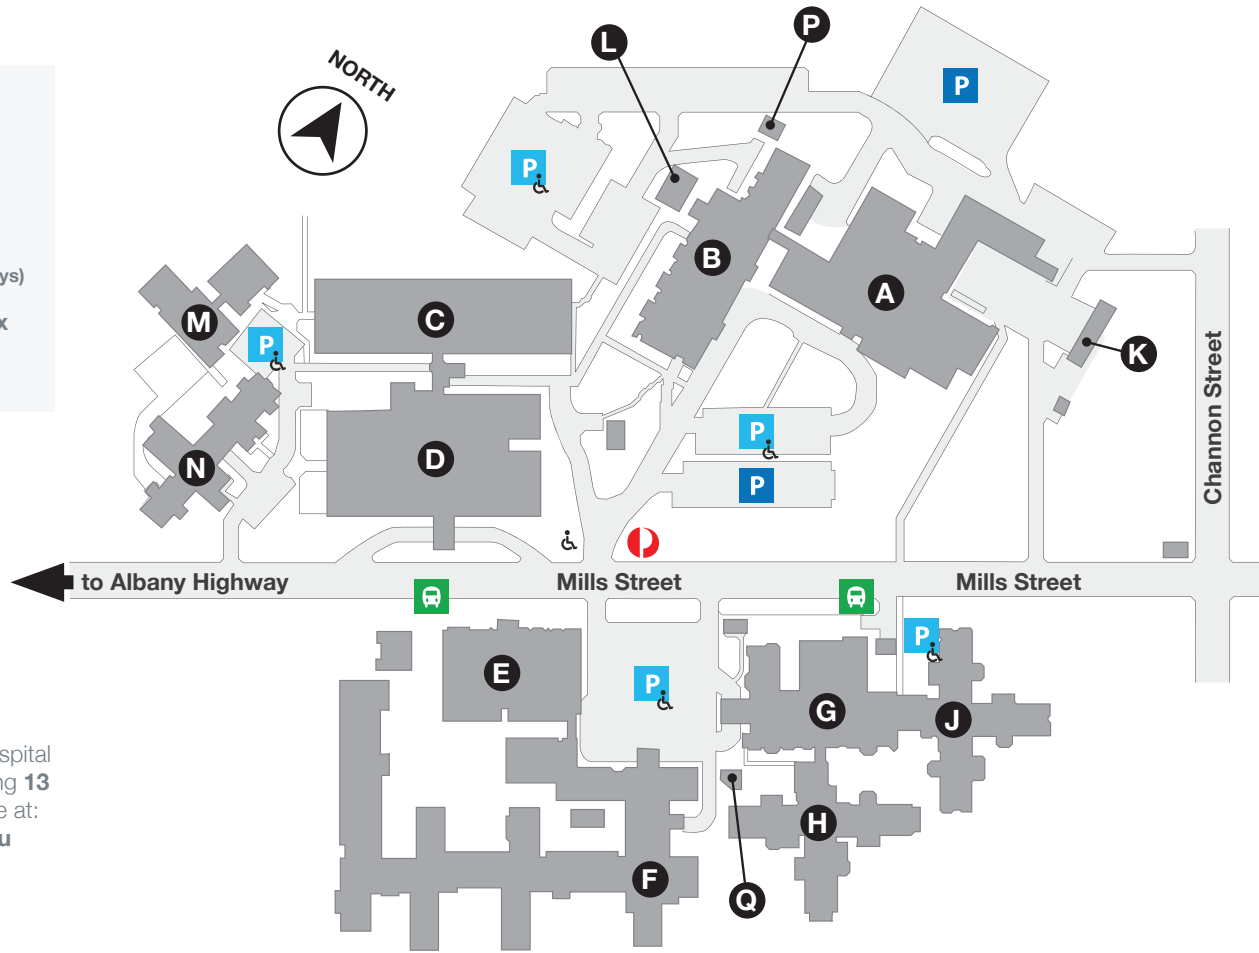 L
P
NORTH
P
P
ys)
x
B
A
M
C
P
K
Channon Street
P
D
N
P
to Albany Highway
Mills Street
Mills Street
P
E
P
G
J
spital
ng 13
e at:
u
H
F
Q